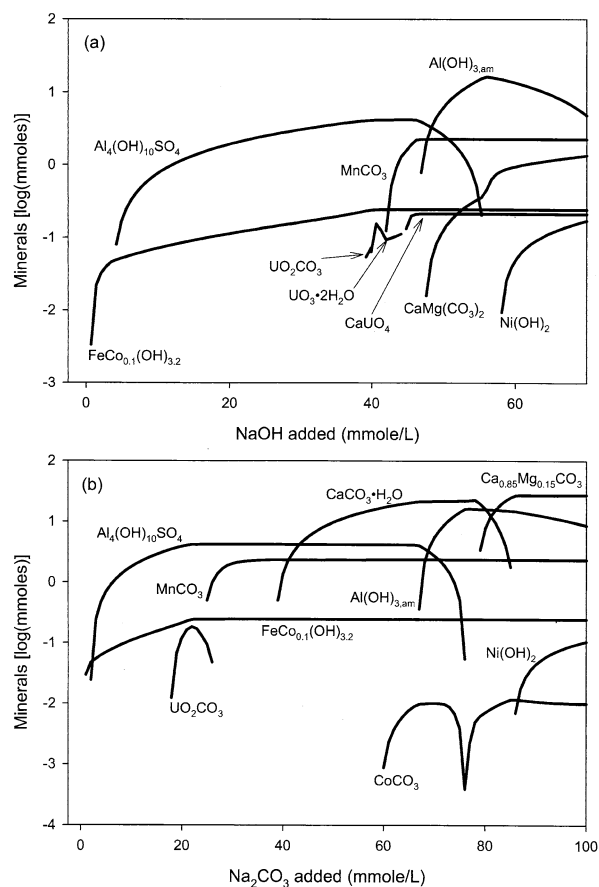 (a)
2
1
0
-1
-2
-3
Minerals [log(mmoles)]
Al(OH)3,am
Al4(OH)10SO4
MnCO3
UO2CO3
UO3•2H2O
CaUO4
CaMg(CO3)2
Ni(OH)2
FeCo0.1(OH)3.2
0 20 40 60
NaOH added (mmole/L)
(b)
2
1
0
-1
-2
-3
-4
Minerals [log(mmoles)]
Ca0.85Mg0.15CO3
CaCO3•H2O
Al4(OH)10SO4
MnCO3
Al(OH)3,am
FeCo0.1(OH)3.2
Ni(OH)2
UO2CO3
CoCO3
0 20 40 60 80 100
Na2CO3 added (mmole/L)